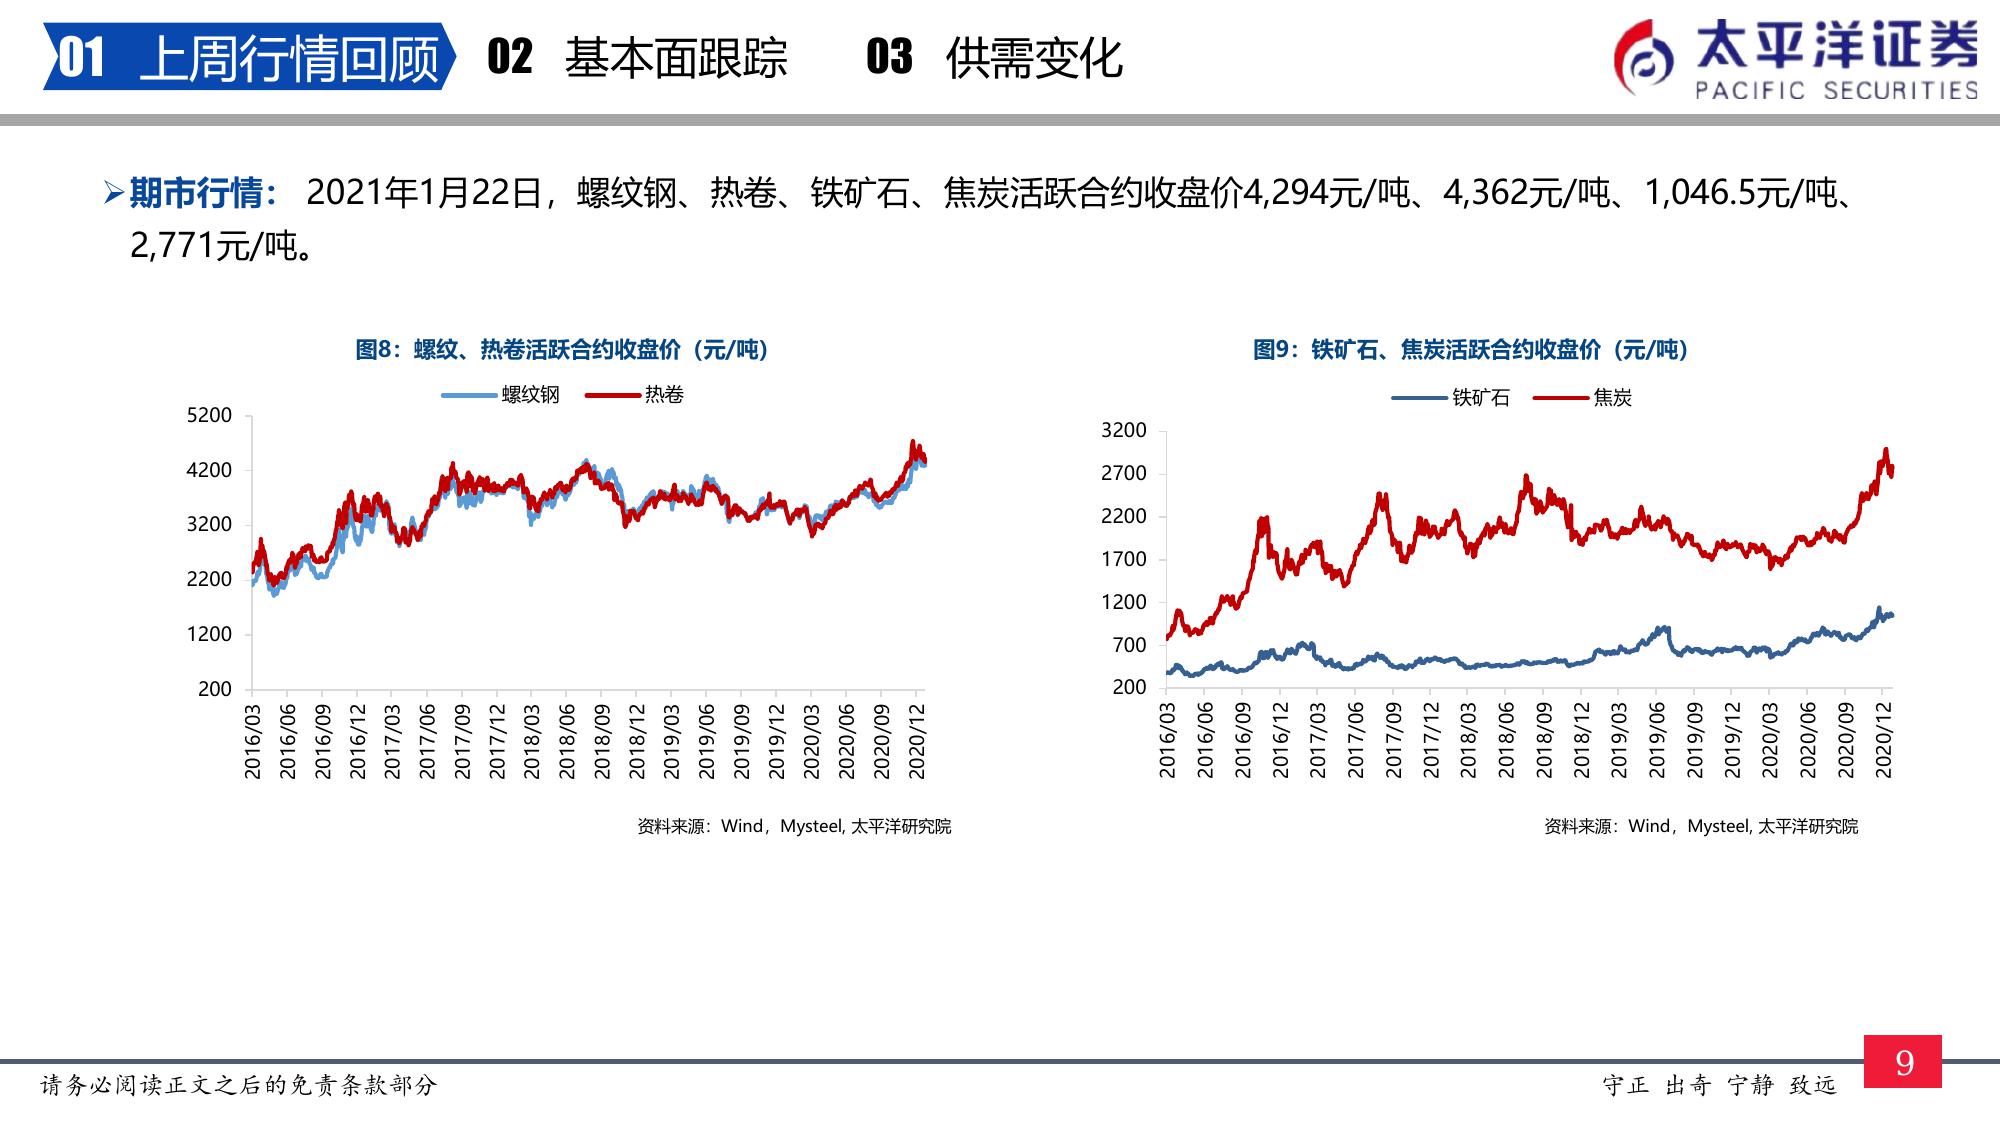 01 上周行情回顾 02 基本面跟踪 03 供需变化
太平洋证券
PACIFIC SECURITIES
➢期市行情： 2021年1月22日，螺纹钢、热卷、铁矿石、焦炭活跃合约收盘价4,294元/吨、4,362元/吨、1,046.5元/吨、
2,771元/吨。
图8：螺纹、热卷活跃合约收盘价（元/吨）
螺纹钢 热卷
5200
4200
3200
2200
1200
200
2016/03 2016/06 2016/09 2016/12 2017/03 2017/06 2017/09 2017/12 2018/03 2018/06 2018/09 2018/12 2019/03 2019/06 2019/09 2019/12 2020/03 2020/06 2020/09 2020/12
资料来源：Wind，Mysteel, 太平洋研究院
图9：铁矿石、焦炭活跃合约收盘价（元/吨）
铁矿石 焦炭
3200
2700
2200
1700
1200
700
200
2016/03 2016/06 2016/09 2016/12 2017/03 2017/06 2017/09 2017/12 2018/03 2018/06 2018/09 2018/12 2019/03 2019/06 2019/09 2019/12 2020/03 2020/06 2020/09 2020/12
资料来源：Wind，Mysteel, 太平洋研究院
请务必阅读正文之后的免责条款部分
守正 出奇 宁静 致远
9